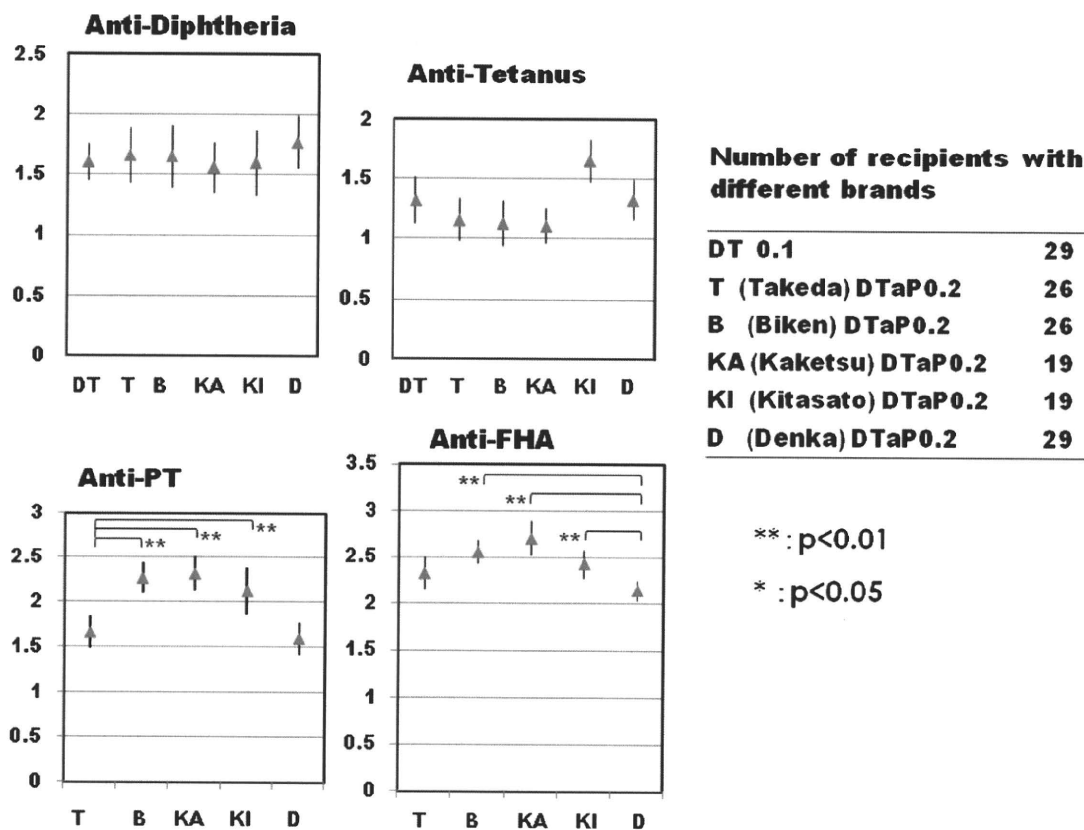 Anti-Diphtheria
2.5
2
1.5
1
0.5
0
DT T B KA KI D
Anti-Tetanus
2
1.5
1
0.5
0
DT T B KA KI D
Number of recipients with
different brands
DT 0.1 29
T (Takeda) DTaP0.2 26
B (Biken) DTaP0.2 26
KA (Kaketsu) DTaP0.2 19
KI (Kitasato) DTaP0.2 19
D (Denka) DTaP0.2 29
Anti-PT
3
2.5
2
1.5
1
0.5
0
**
**
**
T B KA KI D
Anti-FHA
3.5
3
2.5
2
1.5
1
0.5
0
**
**
**
T B KA KI D
** : p<0.01
* : p<0.05